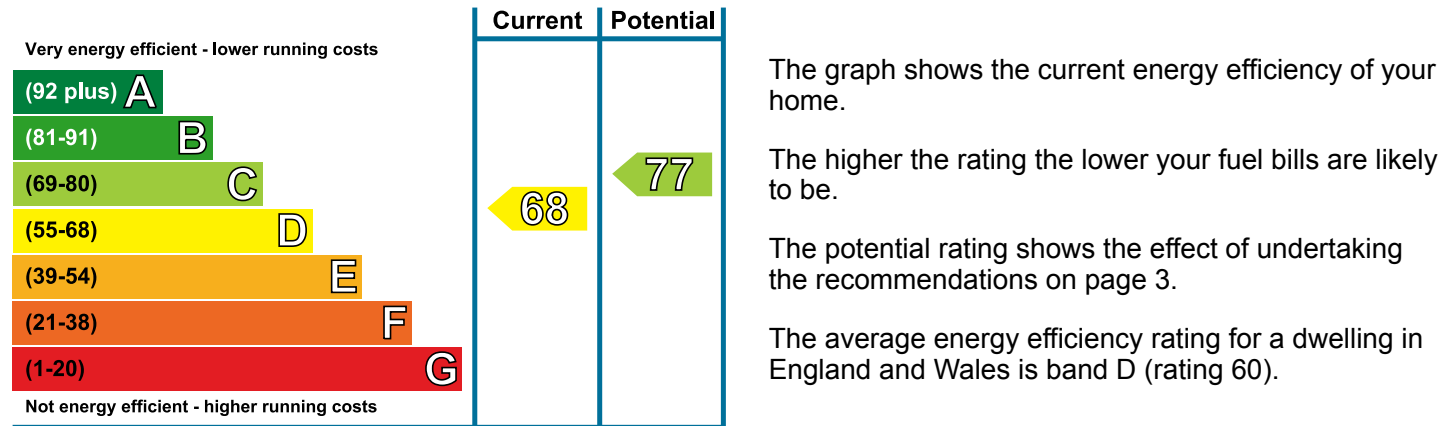 Current Potential
Very energy efficient - lower running costs
(92 plus) A
(81-91) B
(69-80) C
(55-68) D
(39-54) E
(21-38) F
(1-20) G
Not energy efficient - higher running costs
68
77
The graph shows the current energy efficiency of your
home.
The higher the rating the lower your fuel bills are likely
to be.
The potential rating shows the effect of undertaking
the recommendations on page 3.
The average energy efficiency rating for a dwelling in
England and Wales is band D (rating 60).